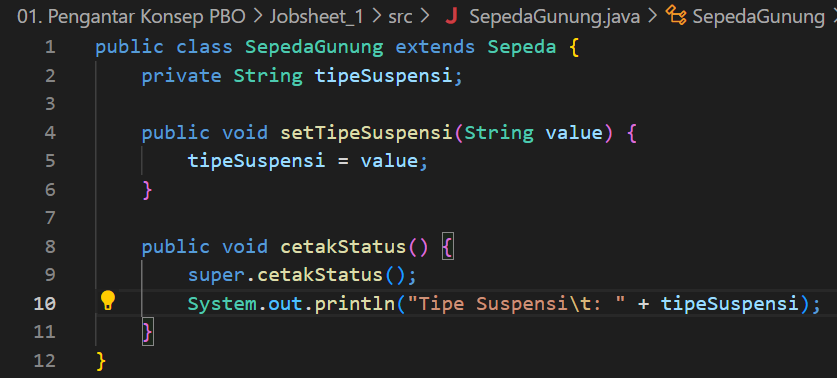 01. Pengantar Konsep PBO > Jobsheet_1 > src > J SepedaGunung.java > SepedaGunung >
1 public class SepedaGunung extends Sepeda {
2     private String tipeSuspensi;
3
4     public void setTipeSuspensi(String value) {
5         tipeSuspensi = value;
6     }
7
8     public void cetakStatus() {
9         super.cetakStatus();
10         System.out.println("Tipe Suspensi\t: " + tipeSuspensi);
11     }
12 }